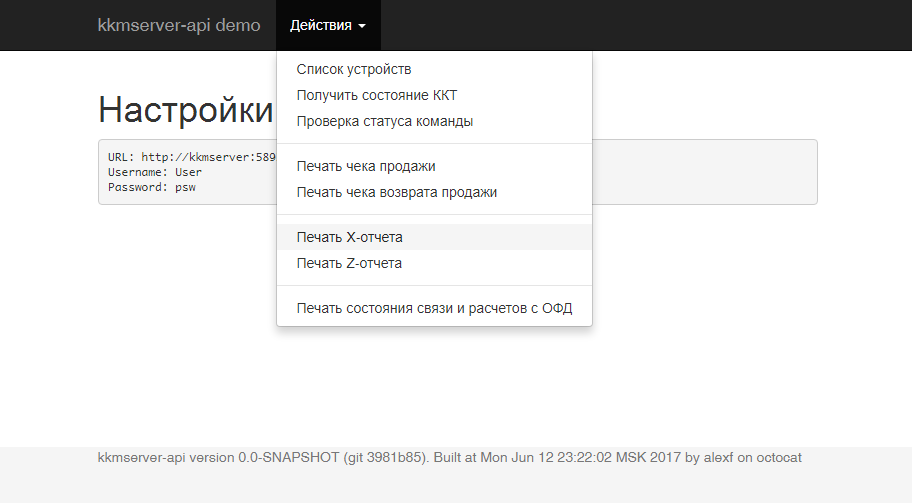 kkmserver-api demo Действия
Список устройств
Получить состояние ККТ
Проверка статуса команды
Печать чека продажи
Печать чека возврата продажи
Печать X-отчета
Печать Z-отчета
Печать состояния связи и расчетов с ОФД
Настройки
URL: http://kkmserver:589
Username: User
Password: psw
kkmserver-api version 0.0-SNAPSHOT (git 3981b85). Built at Mon Jun 12 23:22:02 MSK 2017 by alexf on octocat